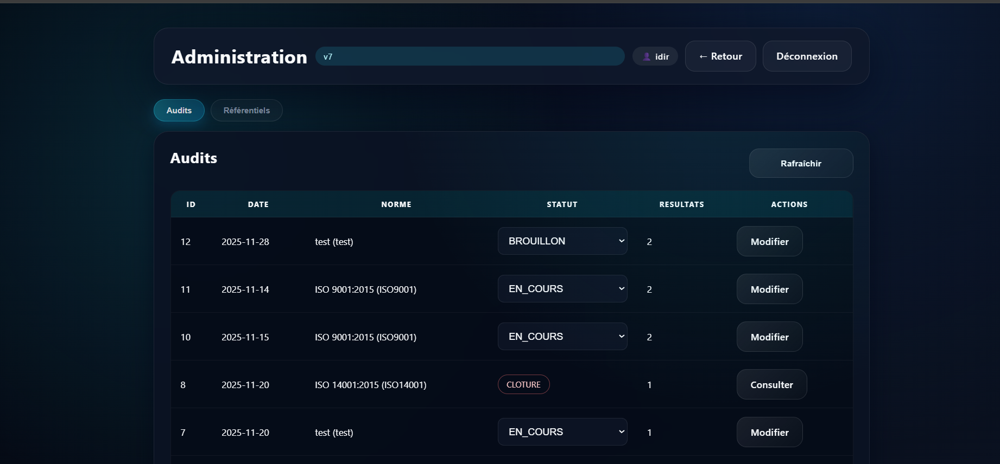 Administration v7 idir ← Retour Déconnexion
Audits Référentiels
Audits Rafraîchir
ID DATE NORME STATUT RESULTATS ACTIONS
12 2025-11-28 test (test) BROUILLON 2 Modifier
11 2025-11-14 ISO 9001:2015 (ISO9001) EN_COURS 2 Modifier
10 2025-11-15 ISO 9001:2015 (ISO9001) EN_COURS 2 Modifier
8 2025-11-20 ISO 14001:2015 (ISO14001) CLOTURE 1 Consulter
7 2025-11-20 test (test) EN_COURS 1 Modifier